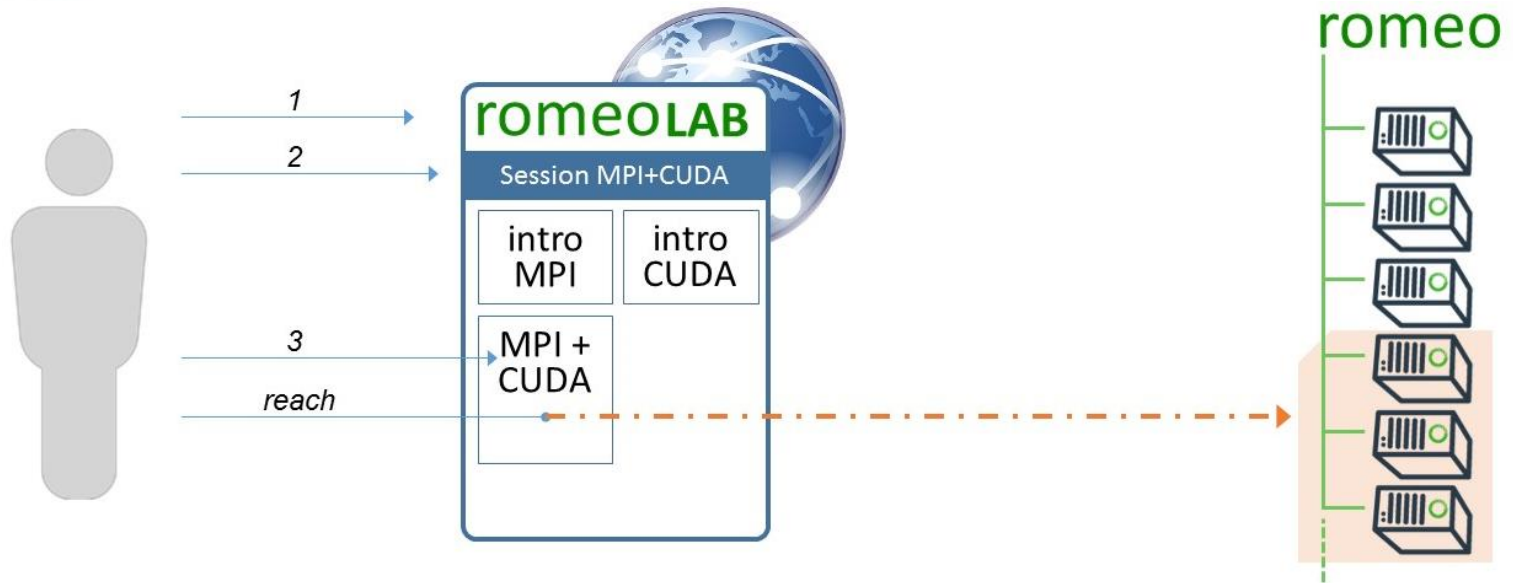 romeo
1
romeoLAB
2
Session MPI+CUDA
intro
MPI
intro
CUDA
3
MPI +
CUDA
reach